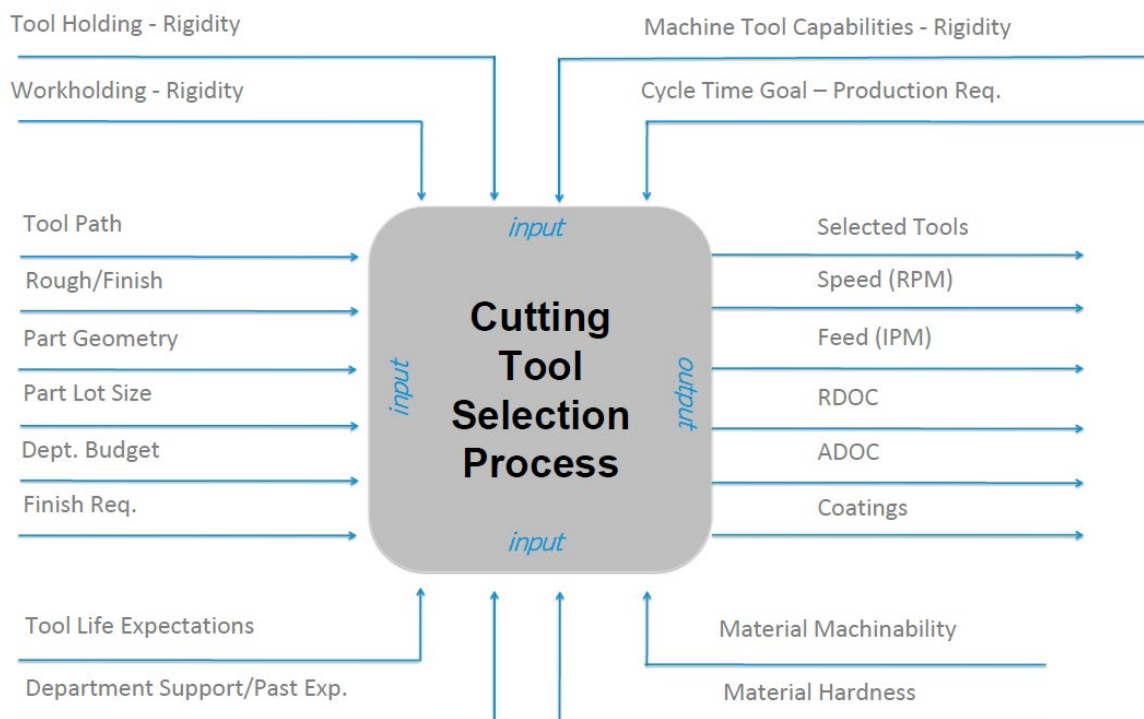 Tool Holding - Rigidity
Machine Tool Capabilities - Rigidity
Workholding - Rigidity
Cycle Time Goal – Production Req.
input
Tool Path
Rough/Finish
Part Geometry
Part Lot Size
Dept. Budget
Finish Req.
input
Cutting
Tool
Selection
Process
output
Selected Tools
Speed (RPM)
Feed (IPM)
RDOC
ADOC
Coatings
input
Tool Life Expectations
Material Machinability
Department Support/Past Exp.
Material Hardness